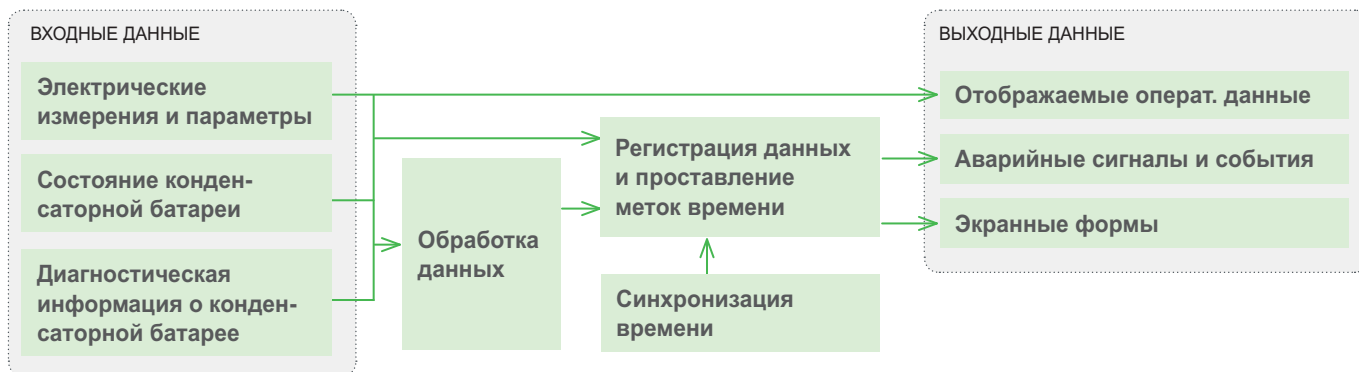 ВХОДНЫЕ ДАННЫЕ
Электрические
измерения и параметры
Состояние конден-
саторной батареи
Диагностическая
информация о конден-
саторной батарее
Обработка
данных
Регистрация данных
и проставление
меток времени
Синхронизация
времени
ВЫХОДНЫЕ ДАННЫЕ
Отображаемые операт. данные
Аварийные сигналы и события
Экранные формы